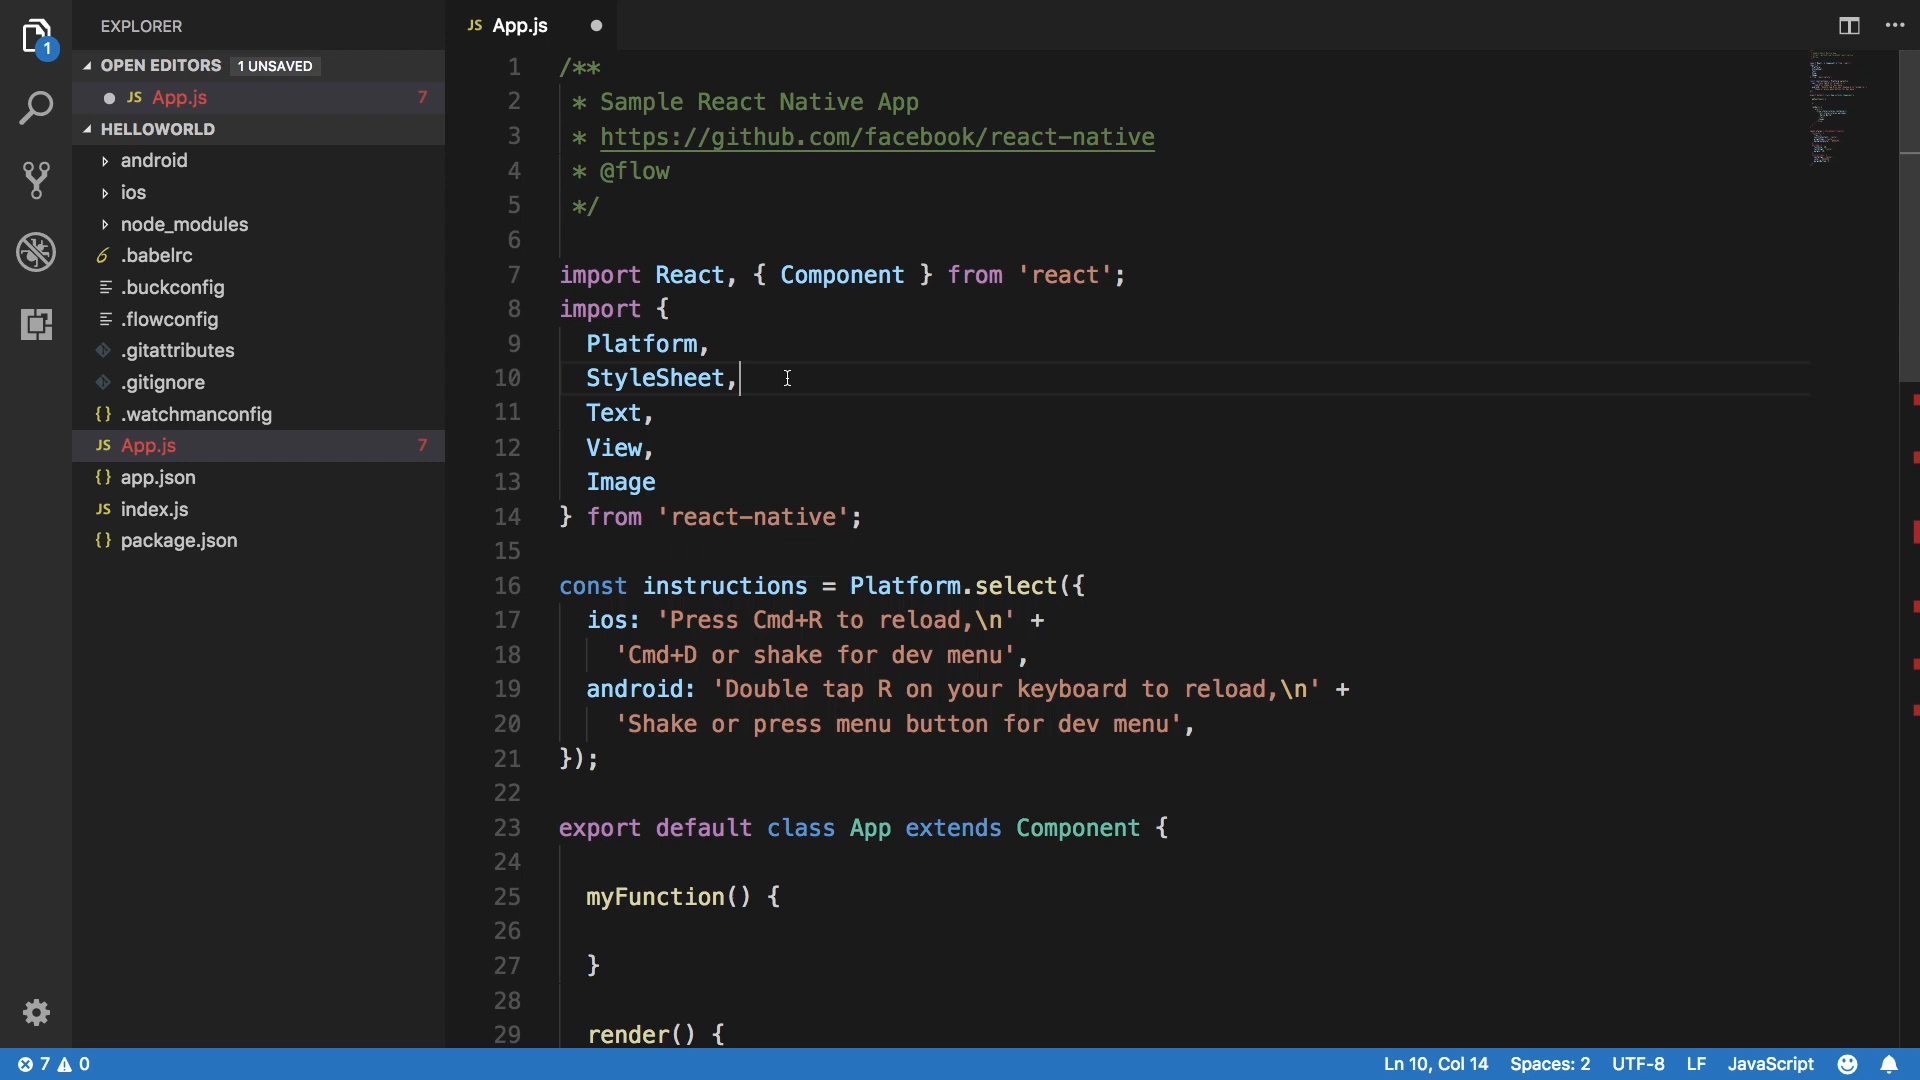 EXPLORER
OPEN EDITORS 1 UNSAVED
JS App.js 7
HELLOWORLD
android
ios
node_modules
.babelrc
.buckconfig
.flowconfig
.gitattributes
.gitignore
{} .watchmanconfig
JS App.js 7
{} app.json
JS index.js
{} package.json
1
JS App.js
1 /**
2 * Sample React Native App
3 * https://github.com/facebook/react-native
4 * @flow
5 */
6
7 import React, { Component } from 'react';
8 import {
9 Platform,
10 StyleSheet,
11 Text,
12 View,
13 Image
14 } from 'react-native';
15
16 const instructions = Platform.select({
17 ios: 'Press Cmd+R to reload,\n' +
18 'Cmd+D or shake for dev menu',
19 android: 'Double tap R on your keyboard to reload,\n' +
20 'Shake or press menu button for dev menu',
21 });
22
23 export default class App extends Component {
24
25 myFunction() {
26
27 }
28
29 render() {
7 0 Ln 10, Col 14 Spaces: 2 UTF-8 LF JavaScript